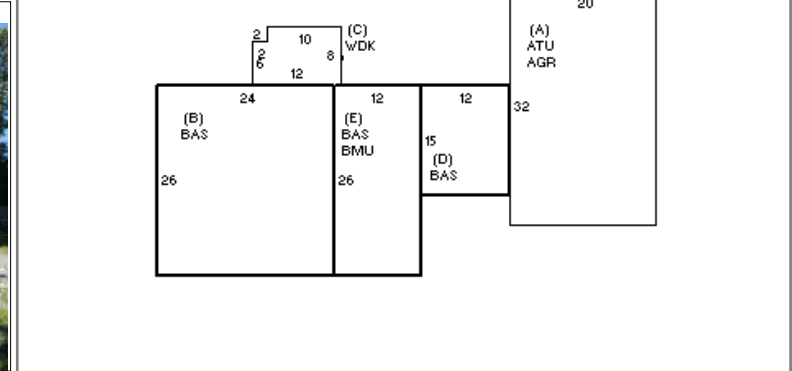 20
(A)
ATU
AGR
32
2
10
(C)
WDK
2
6
8
12
24
(B)
BAS
26
12
(E)
BAS
BMU
26
12
15
(D)
BAS